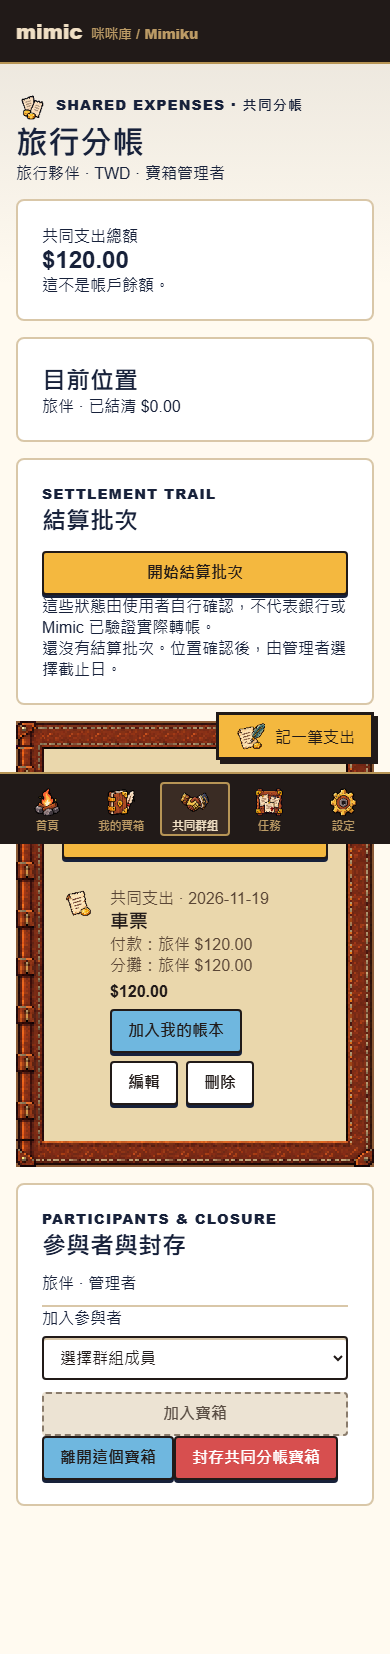 mimic 咪咪庫 / Mimiku
SHARED EXPENSES · 共同分帳
旅行分帳
旅行夥伴 · TWD · 寶箱管理者
共同支出總額
$120.00
這不是帳戶餘額。
目前位置
旅伴 · 已結清 $0.00
SETTLEMENT TRAIL
結算批次
開始結算批次
這些狀態由使用者自行確認，不代表銀行或
Mimic 已驗證實際轉帳。
還沒有結算批次。位置確認後，由管理者選
擇截止日。
記一筆支出
首頁
我的寶箱
共同群組
任務
設定
共同支出 · 2026-11-19
車票
付款：旅伴 $120.00
分攤：旅伴 $120.00
$120.00
加入我的帳本
編輯
刪除
PARTICIPANTS & CLOSURE
參與者與封存
旅伴 · 管理者
加入參與者
選擇群組成員
加入寶箱
離開這個寶箱
封存共同分帳寶箱